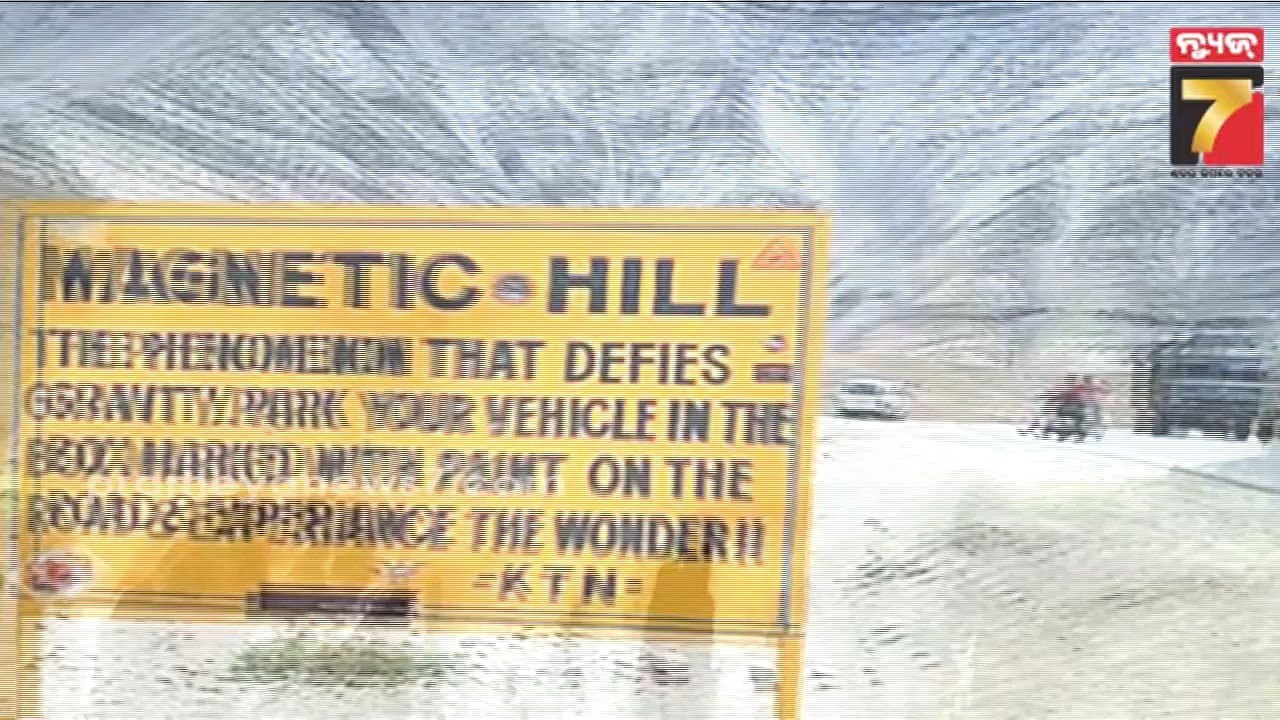 ନ୍ୟୁଜ୍
7
MAGNETIC HILL
THE PHENOMENON THAT DEFIES
GRAVITY. PARK YOUR VEHICLE IN THE
BOX MARKED WITH PAINT ON THE
ROAD & EXPERIANCE THE WONDER!!
-KTN-